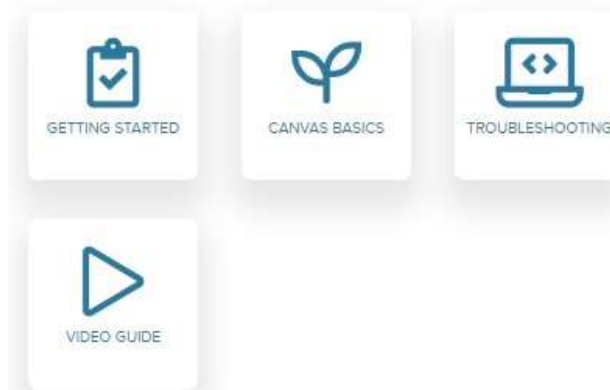 GETTING STARTED
CANVAS BASICS
TROUBLESHOOTING
VIDEO GUIDE